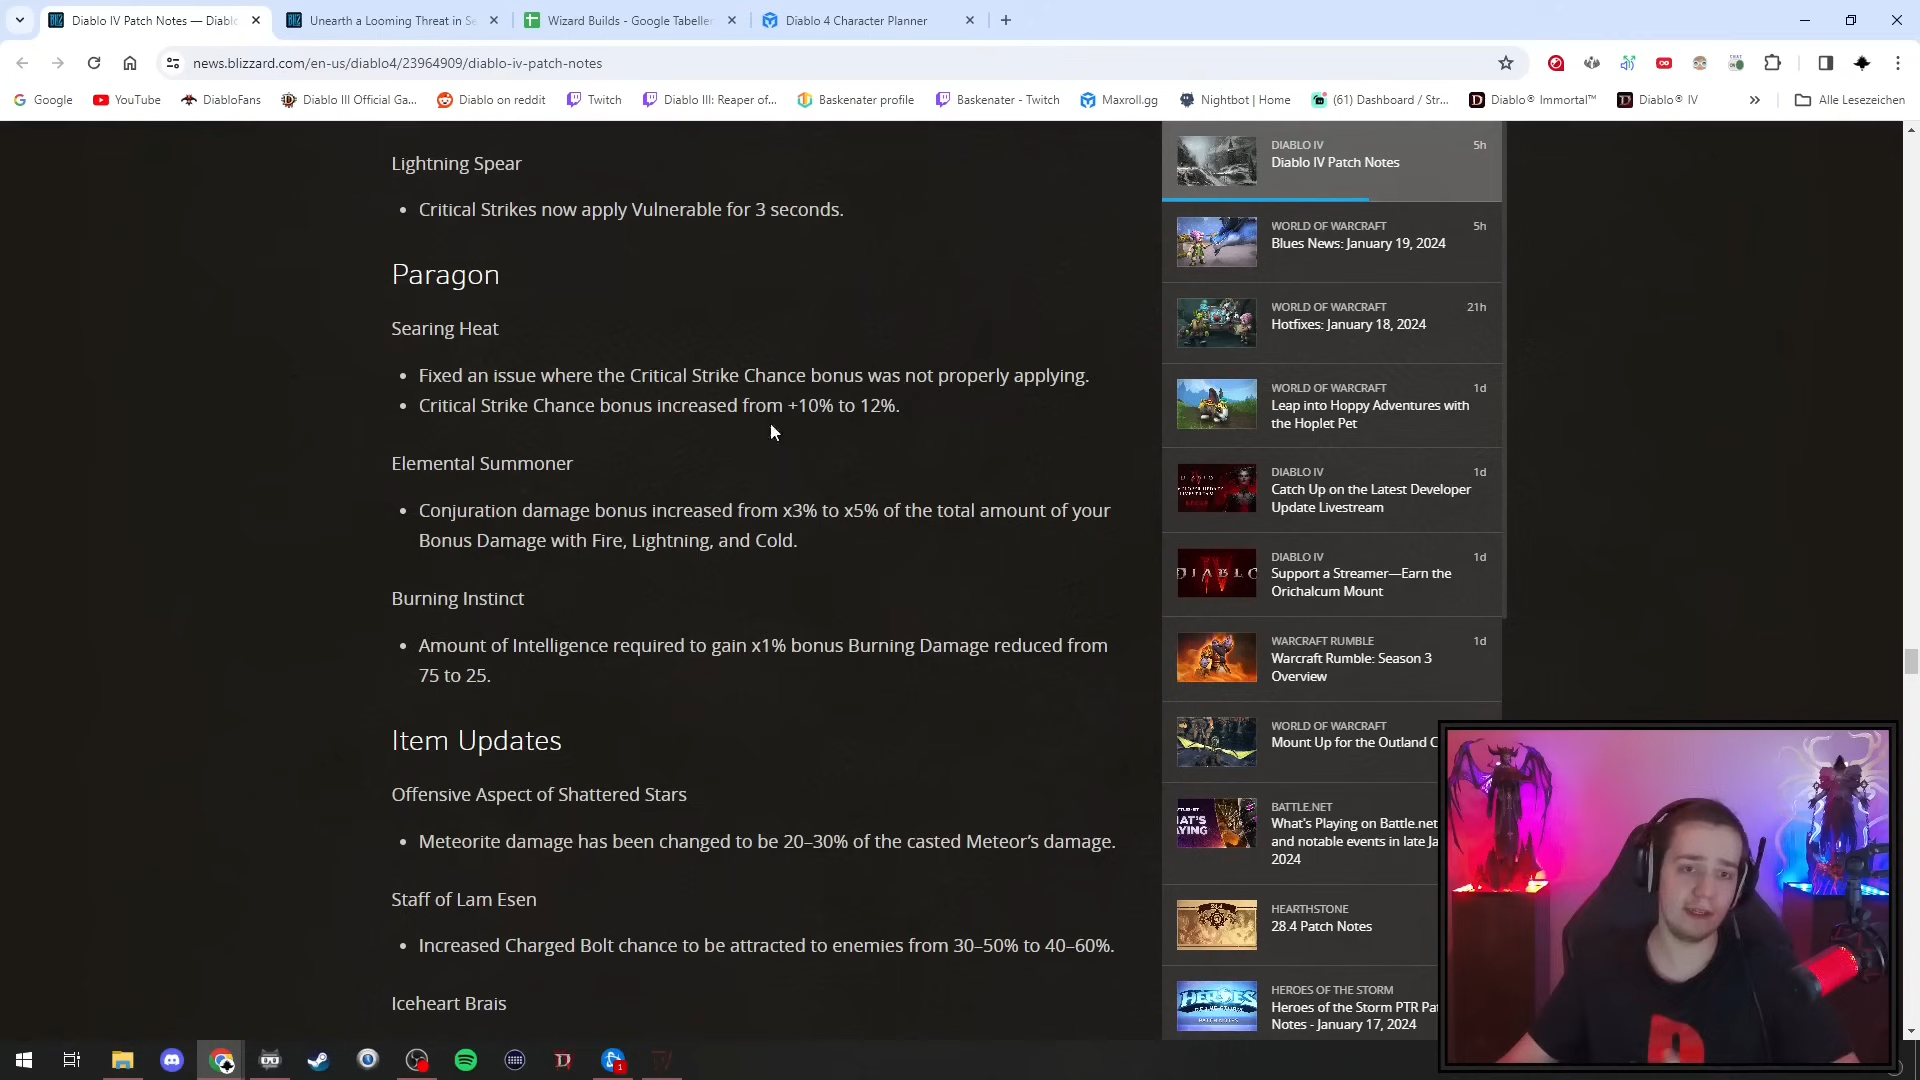 Diablo IV Patch Notes — Diablo
Unearth a Looming Threat in Se
Wizard Builds - Google Tabellen
Diablo 4 Character Planner
news.blizzard.com/en-us/diablo4/23964909/diablo-iv-patch-notes
Google
YouTube
DiabloFans
Diablo III Official Ga...
Diablo on reddit
Twitch
Diablo III: Reaper of...
Baskenater profile
Baskenater - Twitch
Maxroll.gg
Nightbot | Home
(61) Dashboard / Str...
Diablo® Immortal™
Diablo® IV
Alle Lesezeichen
Lightning Spear
• Critical Strikes now apply Vulnerable for 3 seconds.
Paragon
Searing Heat
• Fixed an issue where the Critical Strike Chance bonus was not properly applying.
• Critical Strike Chance bonus increased from +10% to 12%.
Elemental Summoner
• Conjuration damage bonus increased from x3% to x5% of the total amount of your
Bonus Damage with Fire, Lightning, and Cold.
Burning Instinct
• Amount of Intelligence required to gain x1% bonus Burning Damage reduced from
75 to 25.
Item Updates
Offensive Aspect of Shattered Stars
• Meteorite damage has been changed to be 20–30% of the casted Meteor's damage.
Staff of Lam Esen
• Increased Charged Bolt chance to be attracted to enemies from 30–50% to 40–60%.
Iceheart Brais
DIABLO IV 5h
Diablo IV Patch Notes
WORLD OF WARCRAFT 5h
Blues News: January 19, 2024
WORLD OF WARCRAFT 21h
Hotfixes: January 18, 2024
WORLD OF WARCRAFT 1d
Leap into Hoppy Adventures with
the Hoplet Pet
DIABLO IV 1d
Catch Up on the Latest Developer
Update Livestream
DIABLO IV 1d
Support a Streamer—Earn the
Orichalcum Mount
WARCRAFT RUMBLE 1d
Warcraft Rumble: Season 3
Overview
WORLD OF WARCRAFT
Mount Up for the Outland C
BATTLE.NET
What's Playing on Battle.net
and notable events in late Ja
2024
HEARTHSTONE
28.4 Patch Notes
HEROES OF THE STORM
Heroes of the Storm PTR Pat
Notes - January 17, 2024